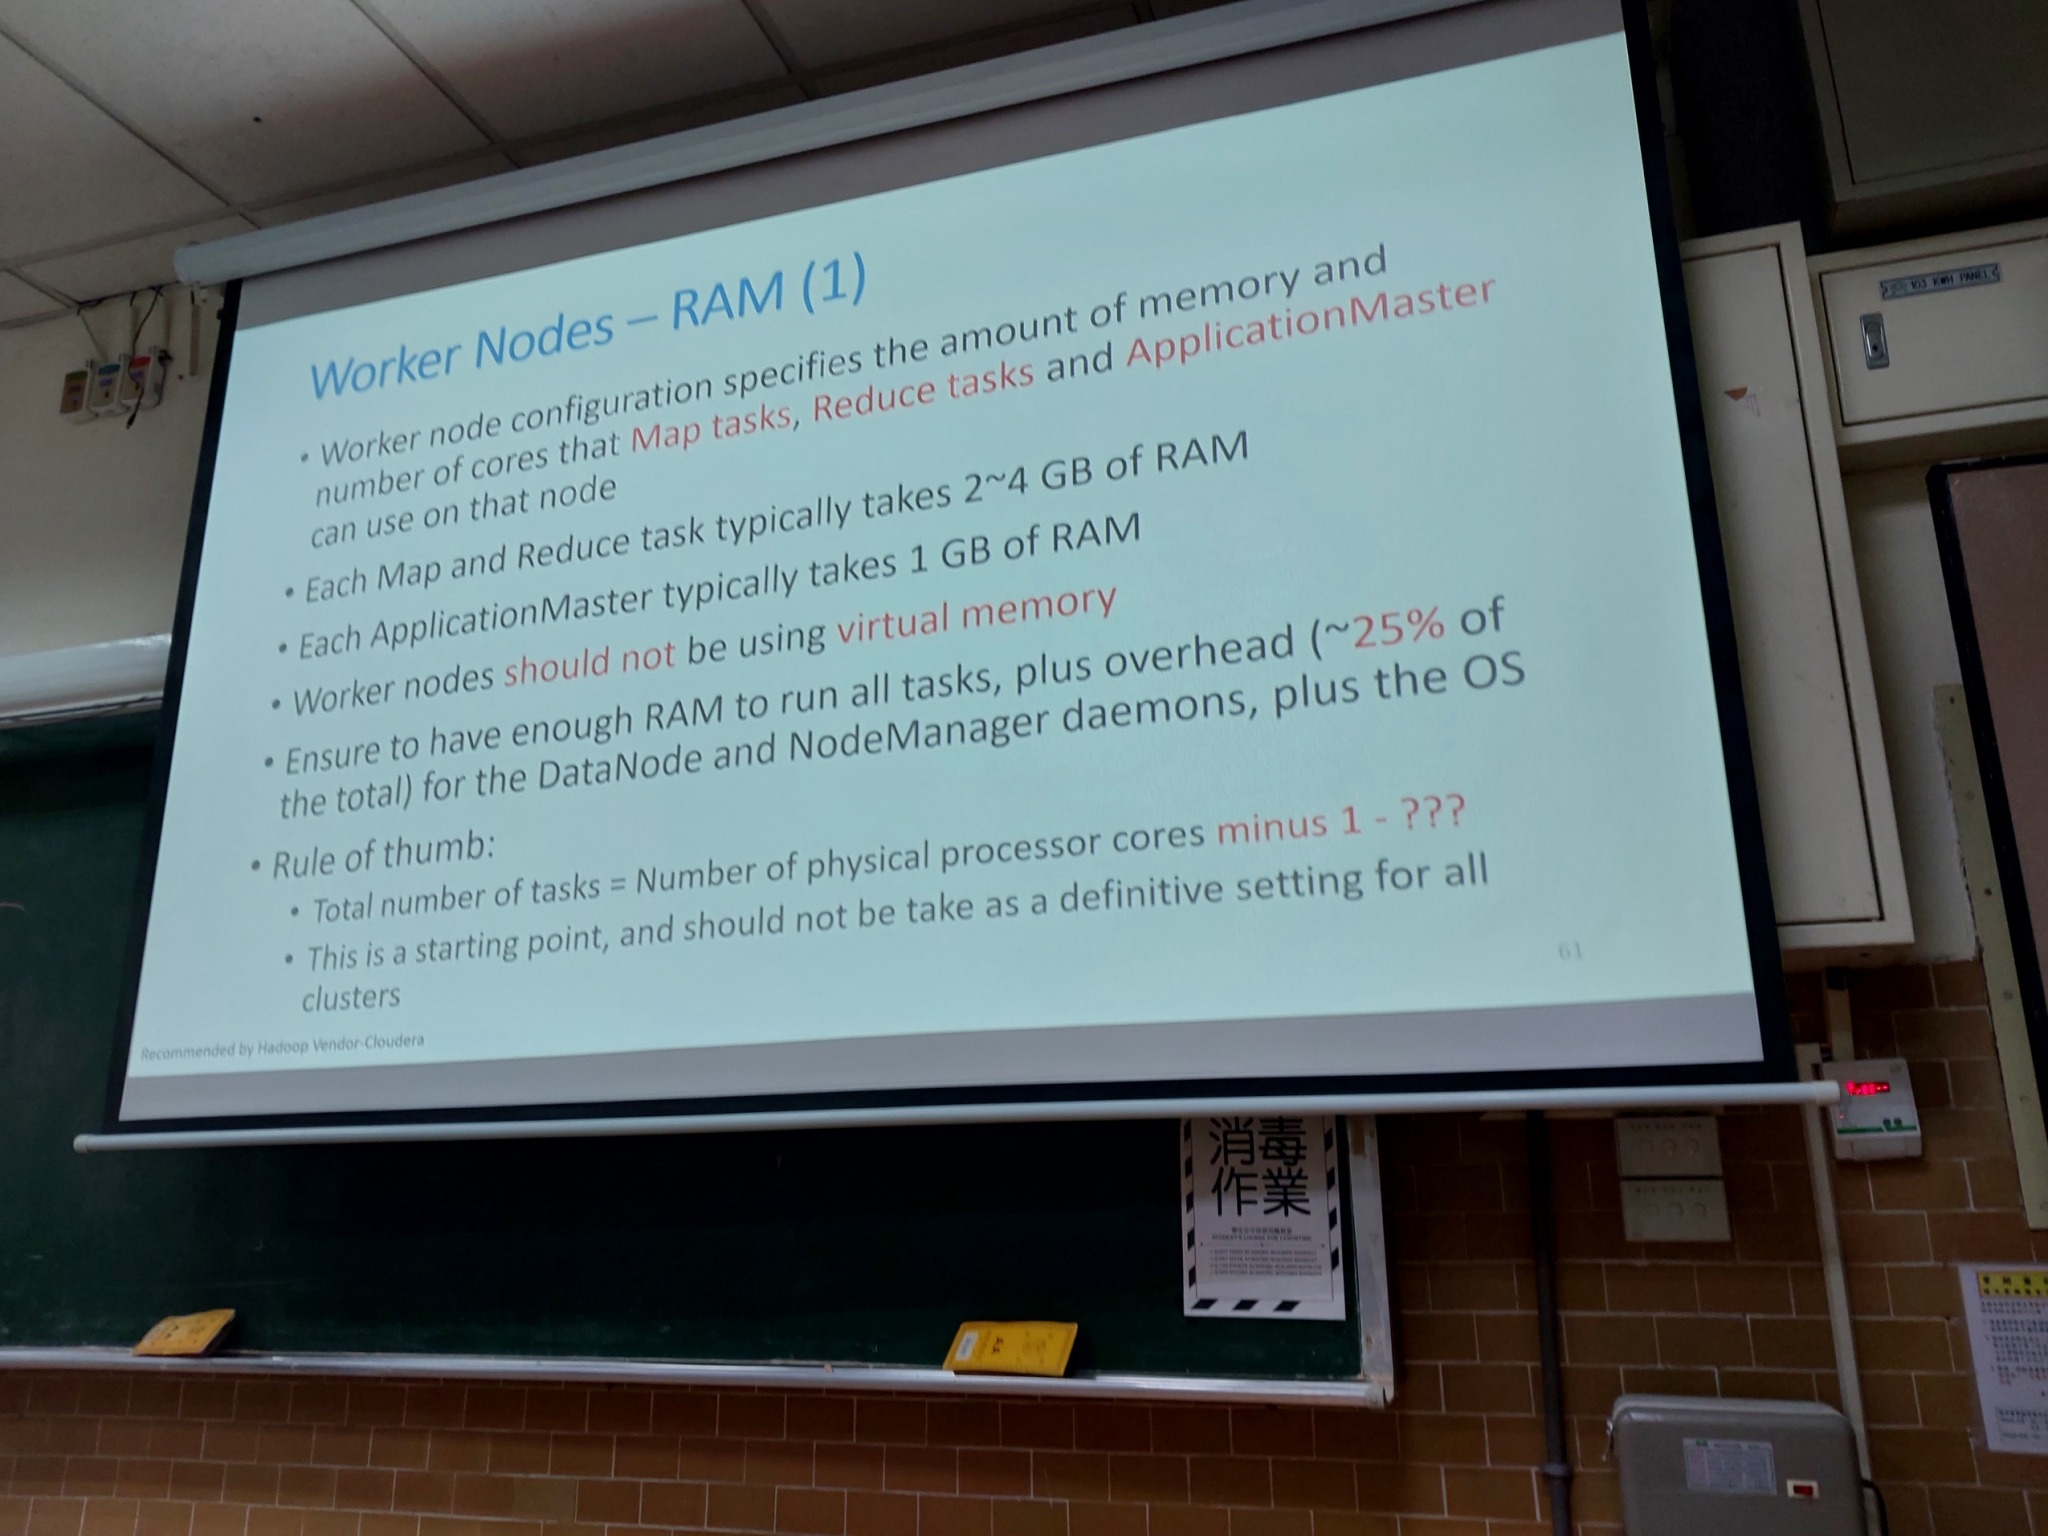 Worker Nodes – RAM (1)
• Worker node configuration specifies the amount of memory and
number of cores that Map tasks, Reduce tasks and ApplicationMaster
can use on that node
• Each Map and Reduce task typically takes 2~4 GB of RAM
• Each ApplicationMaster typically takes 1 GB of RAM
• Worker nodes should not be using virtual memory
• Ensure to have enough RAM to run all tasks, plus overhead (~25% of
the total) for the DataNode and NodeManager daemons, plus the OS
• Rule of thumb:
• Total number of tasks = Number of physical processor cores minus 1 - ???
• This is a starting point, and should not be take as a definitive setting for all
clusters
61
Recommended by Hadoop Vendor-Cloudera
103 KWH PANEL
消毒
作業